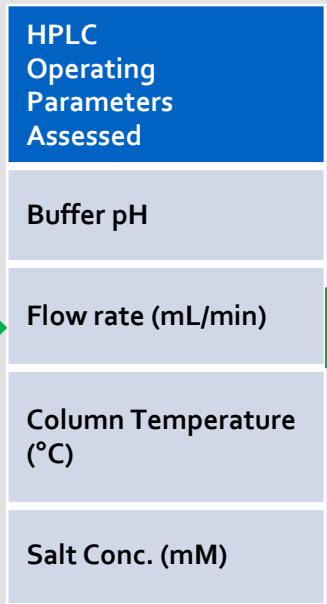 HPLC
Operating
Parameters
Assessed
Buffer pH
Flow rate (mL/min)
Column Temperature
(°C)
Salt Conc. (mM)